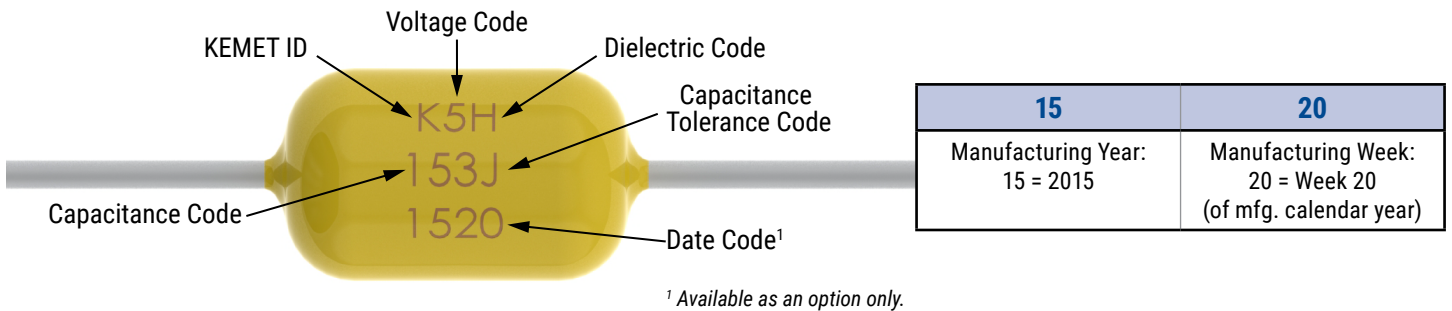 Voltage Code
KEMET ID
Dielectric Code
Capacitance
Tolerance Code
K5H
153J
1520
Capacitance Code
Date Code¹
¹ Available as an option only.
15 20
Manufacturing Year:
15 = 2015
Manufacturing Week:
20 = Week 20
(of mfg. calendar year)